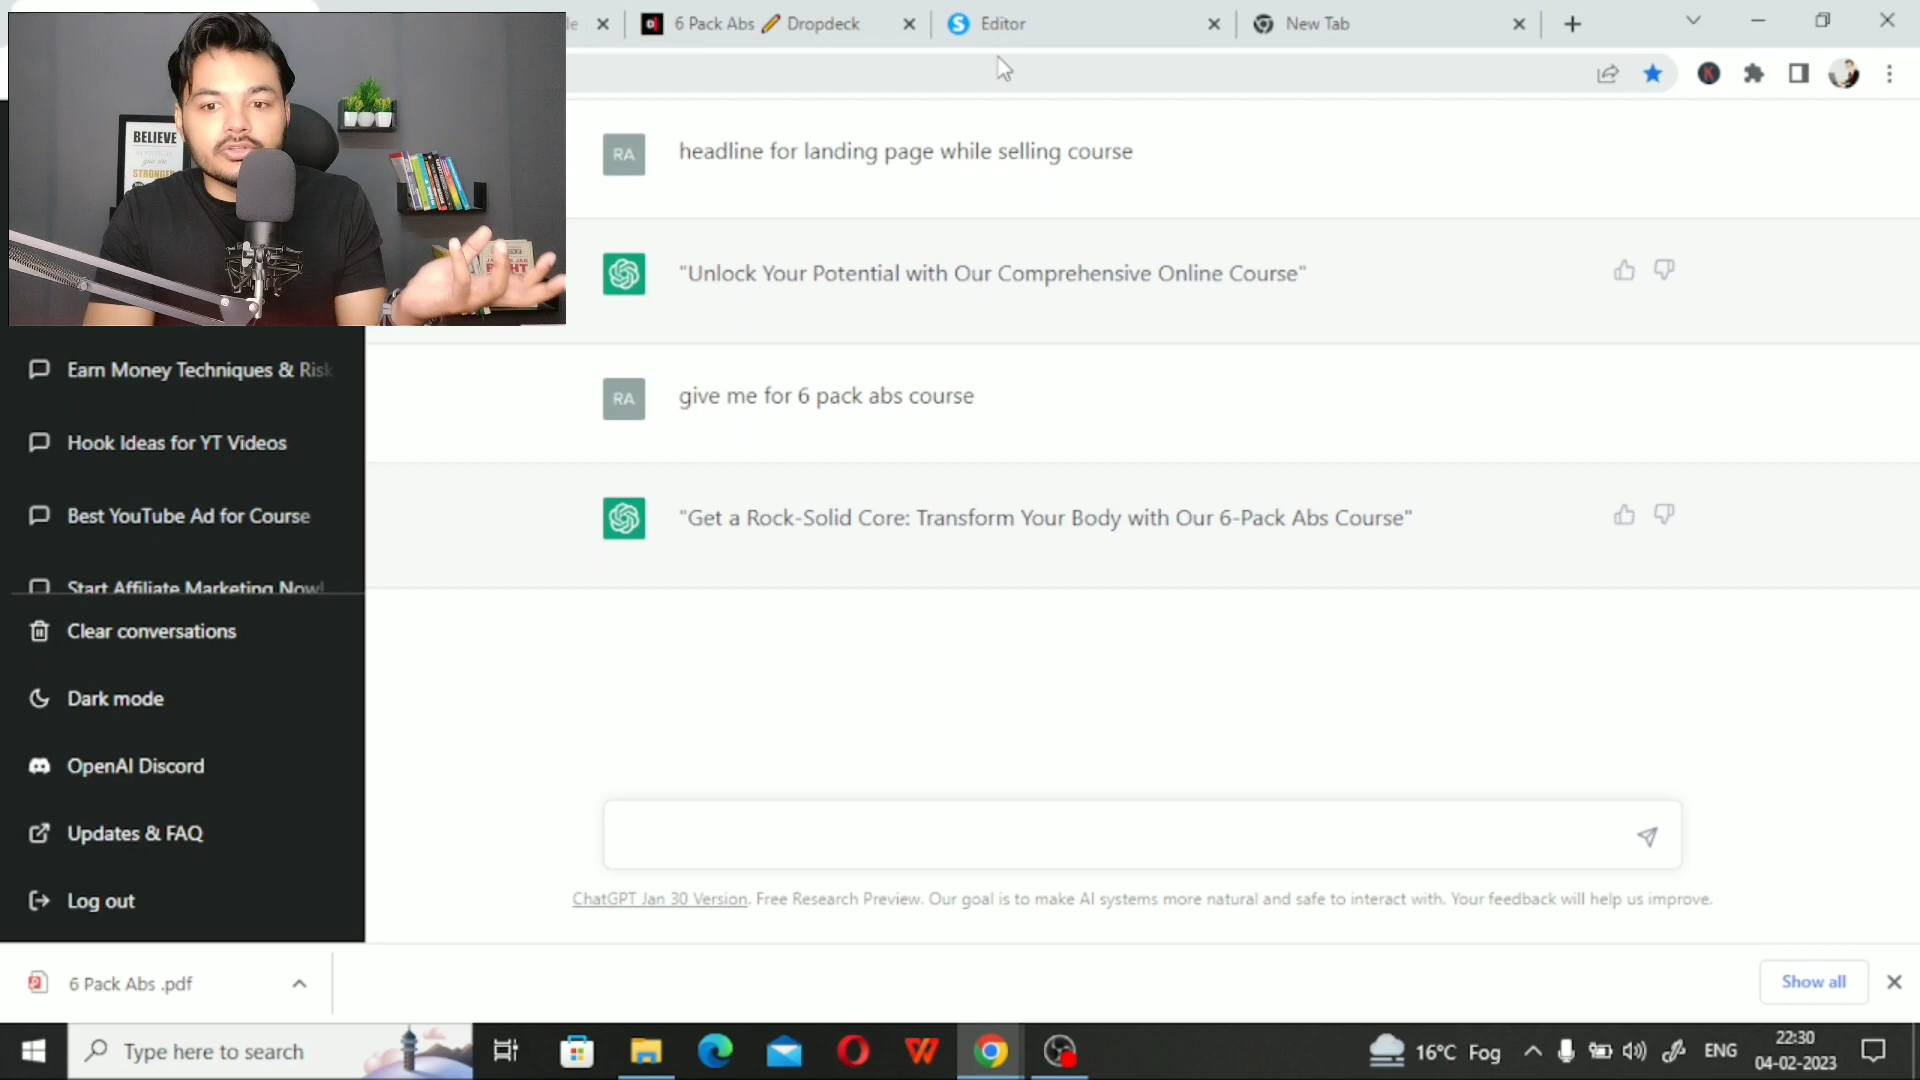 6 Pack Abs Dropdeck
Editor
New Tab
BELIEVE
STRONGER
RIGHT
RA
headline for landing page while selling course
"Unlock Your Potential with Our Comprehensive Online Course"
RA
give me for 6 pack abs course
"Get a Rock-Solid Core: Transform Your Body with Our 6-Pack Abs Course"
Earn Money Techniques & Risk
Hook Ideas for YT Videos
Best YouTube Ad for Course
Start Affiliate Marketing Now!
Clear conversations
Dark mode
OpenAI Discord
Updates & FAQ
Log out
ChatGPT Jan 30 Version. Free Research Preview. Our goal is to make AI systems more natural and safe to interact with. Your feedback will help us improve.
6 Pack Abs .pdf
Show all
Type here to search
16°C Fog
ENG
22:30
04-02-2023